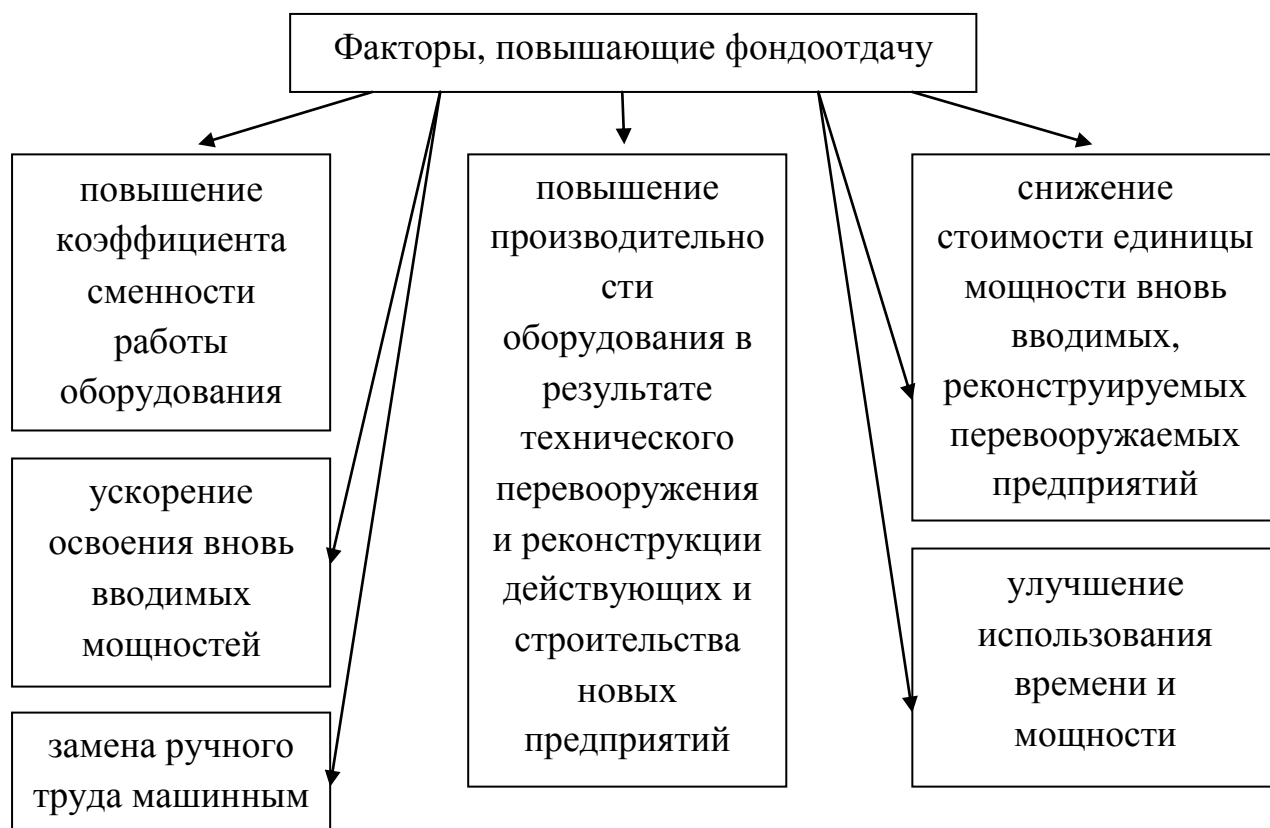 Факторы, повышающие фондоотдачу
повышение
коэффициента
сменности
работы
оборудования
ускорение
освоения вновь
вводимых
мощностей
замена ручного
труда машинным
повышение
производительно
сти
оборудования в
результате
технического
перевооружения
и реконструкции
действующих и
строительства
новых
предприятий
снижение
стоимости единицы
мощности вновь
вводимых,
реконструируемых
перевооружаемых
предприятий
улучшение
использования
времени и
мощности